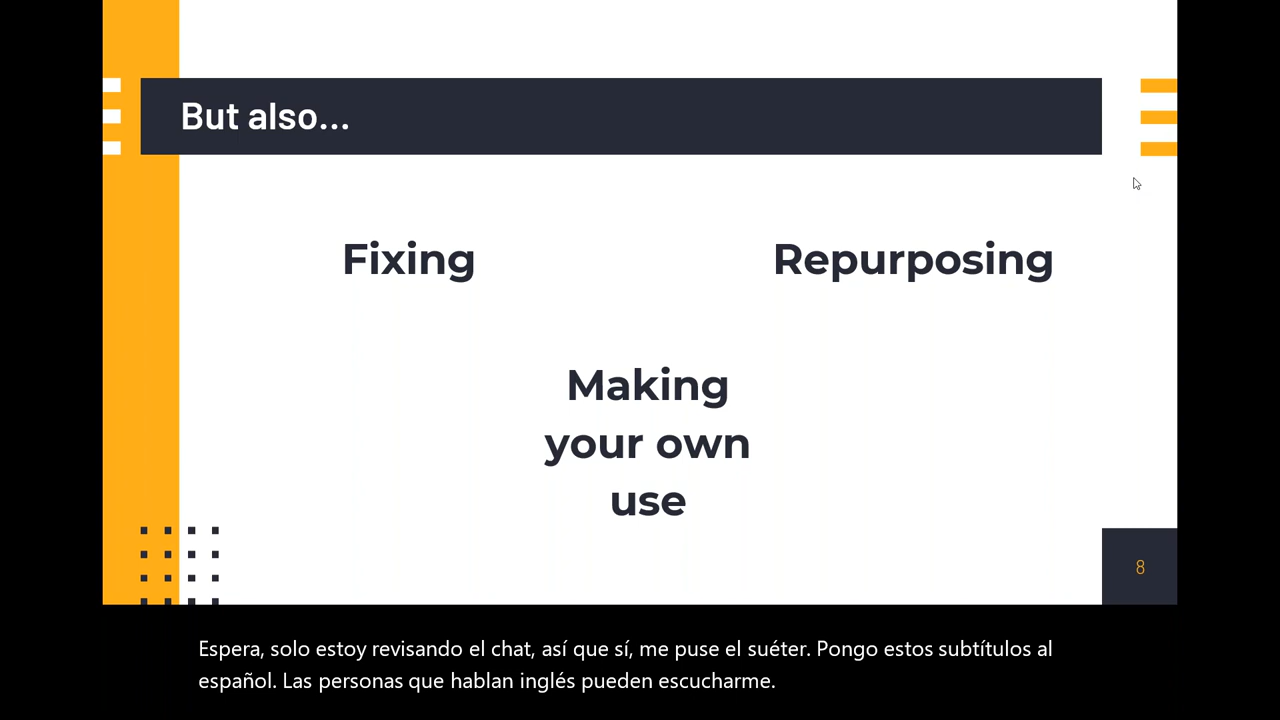 But also...
Fixing
Repurposing
Making
your own
use
8
Espera, solo estoy revisando el chat, así que sí, me puse el suéter. Pongo estos subtítulos al
español. Las personas que hablan inglés pueden escucharme.